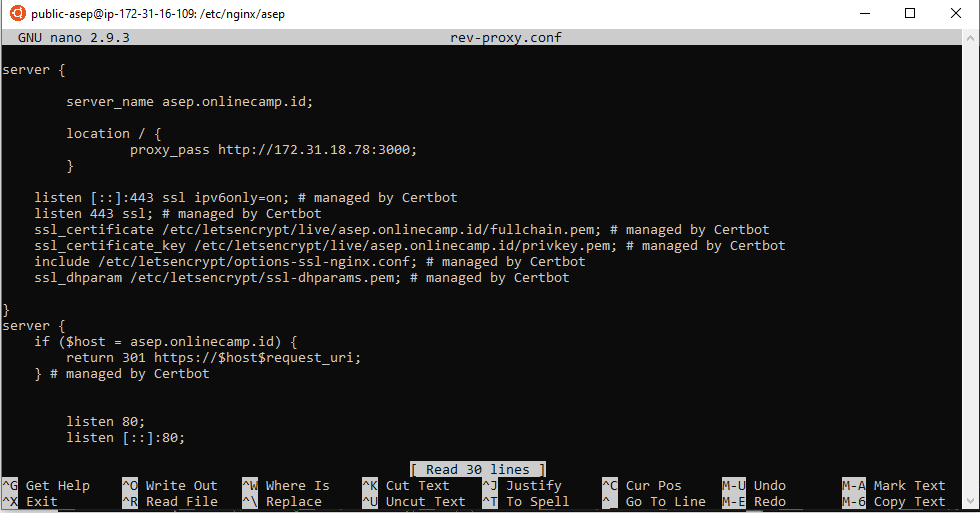 public-asep@ip-172-31-16-109: /etc/nginx/asep
GNU nano 2.9.3 rev-proxy.conf
server {
server_name asep.onlinecamp.id;
location / {
proxy_pass http://172.31.18.78:3000;
}
listen [::]:443 ssl ipv6only=on; # managed by Certbot
listen 443 ssl; # managed by Certbot
ssl_certificate /etc/letsencrypt/live/asep.onlinecamp.id/fullchain.pem; # managed by Certbot
ssl_certificate_key /etc/letsencrypt/live/asep.onlinecamp.id/privkey.pem; # managed by Certbot
include /etc/letsencrypt/options-ssl-nginx.conf; # managed by Certbot
ssl_dhparam /etc/letsencrypt/ssl-dhparams.pem; # managed by Certbot
}
server {
if ($host = asep.onlinecamp.id) {
return 301 https://$host$request_uri;
} # managed by Certbot
listen 80;
listen [::]:80;
[ Read 30 lines ]
^G Get Help ^O Write Out ^W Where Is ^K Cut Text ^J Justify ^C Cur Pos M-U Undo M-A Mark Text
^X Exit ^R Read File ^\ Replace ^U Uncut Text ^T To Spell ^_ Go To Line M-E Redo M-6 Copy Text